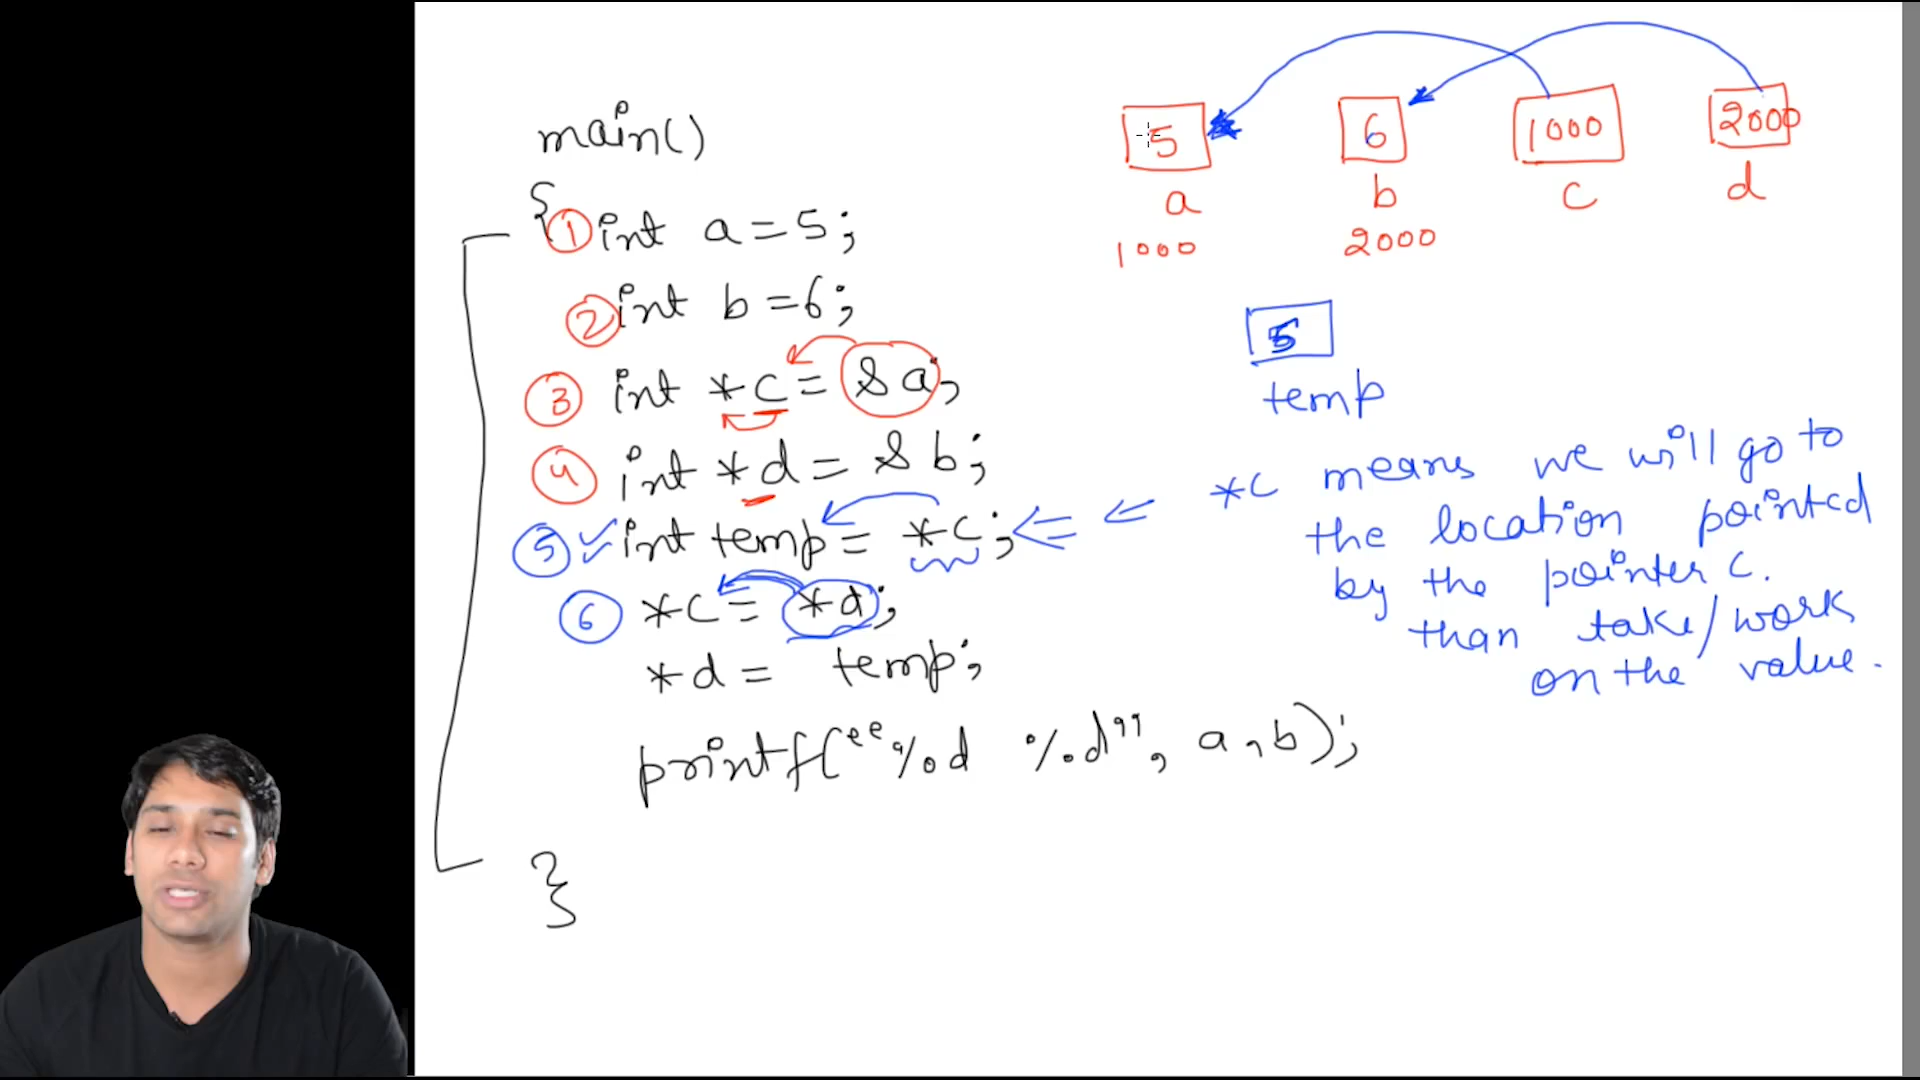 main()
{
① int a=5;
② int b=6;
③ int *c= &a;
④ int *d= &b;
⑤ int temp= *c;
⑥ *c= *d;
*d= temp;
printf("%d %d", a,b);
}
5 6 1000 2000
a b c d
1000 2000
5
temp
*c means we will go to
the location pointed
by the pointer c.
than take/work
on the value.